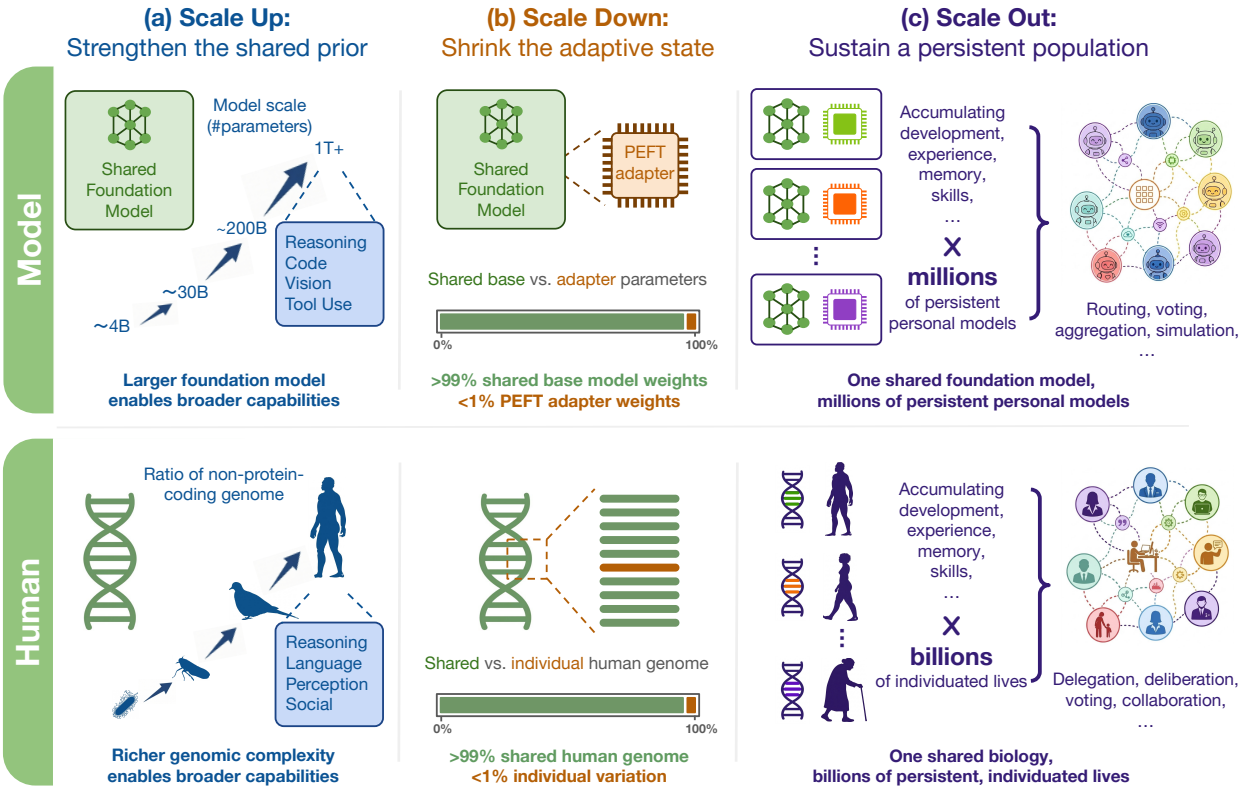 (a) Scale Up:
Strengthen the shared prior
(b) Scale Down:
Shrink the adaptive state
(c) Scale Out:
Sustain a persistent population
Model
Shared
Foundation
Model
Model scale
(#parameters)
1T+
~200B
~30B
~4B
Reasoning
Code
Vision
Tool Use
Larger foundation model
enables broader capabilities
Shared
Foundation
Model
PEFT
adapter
Shared base vs. adapter parameters
0%
100%
>99% shared base model weights
<1% PEFT adapter weights
Accumulating
development,
experience,
memory,
skills,
...
X
millions
of persistent
personal models
Routing, voting,
aggregation, simulation,
...
One shared foundation model,
millions of persistent personal models
Human
Ratio of non-protein-
coding genome
Reasoning
Language
Perception
Social
Richer genomic complexity
enables broader capabilities
Shared vs. individual human genome
0%
100%
>99% shared human genome
<1% individual variation
Accumulating
development,
experience,
memory,
skills,
...
X
billions
of individuated lives
Delegation, deliberation,
voting, collaboration,
...
One shared biology,
billions of persistent, individuated lives